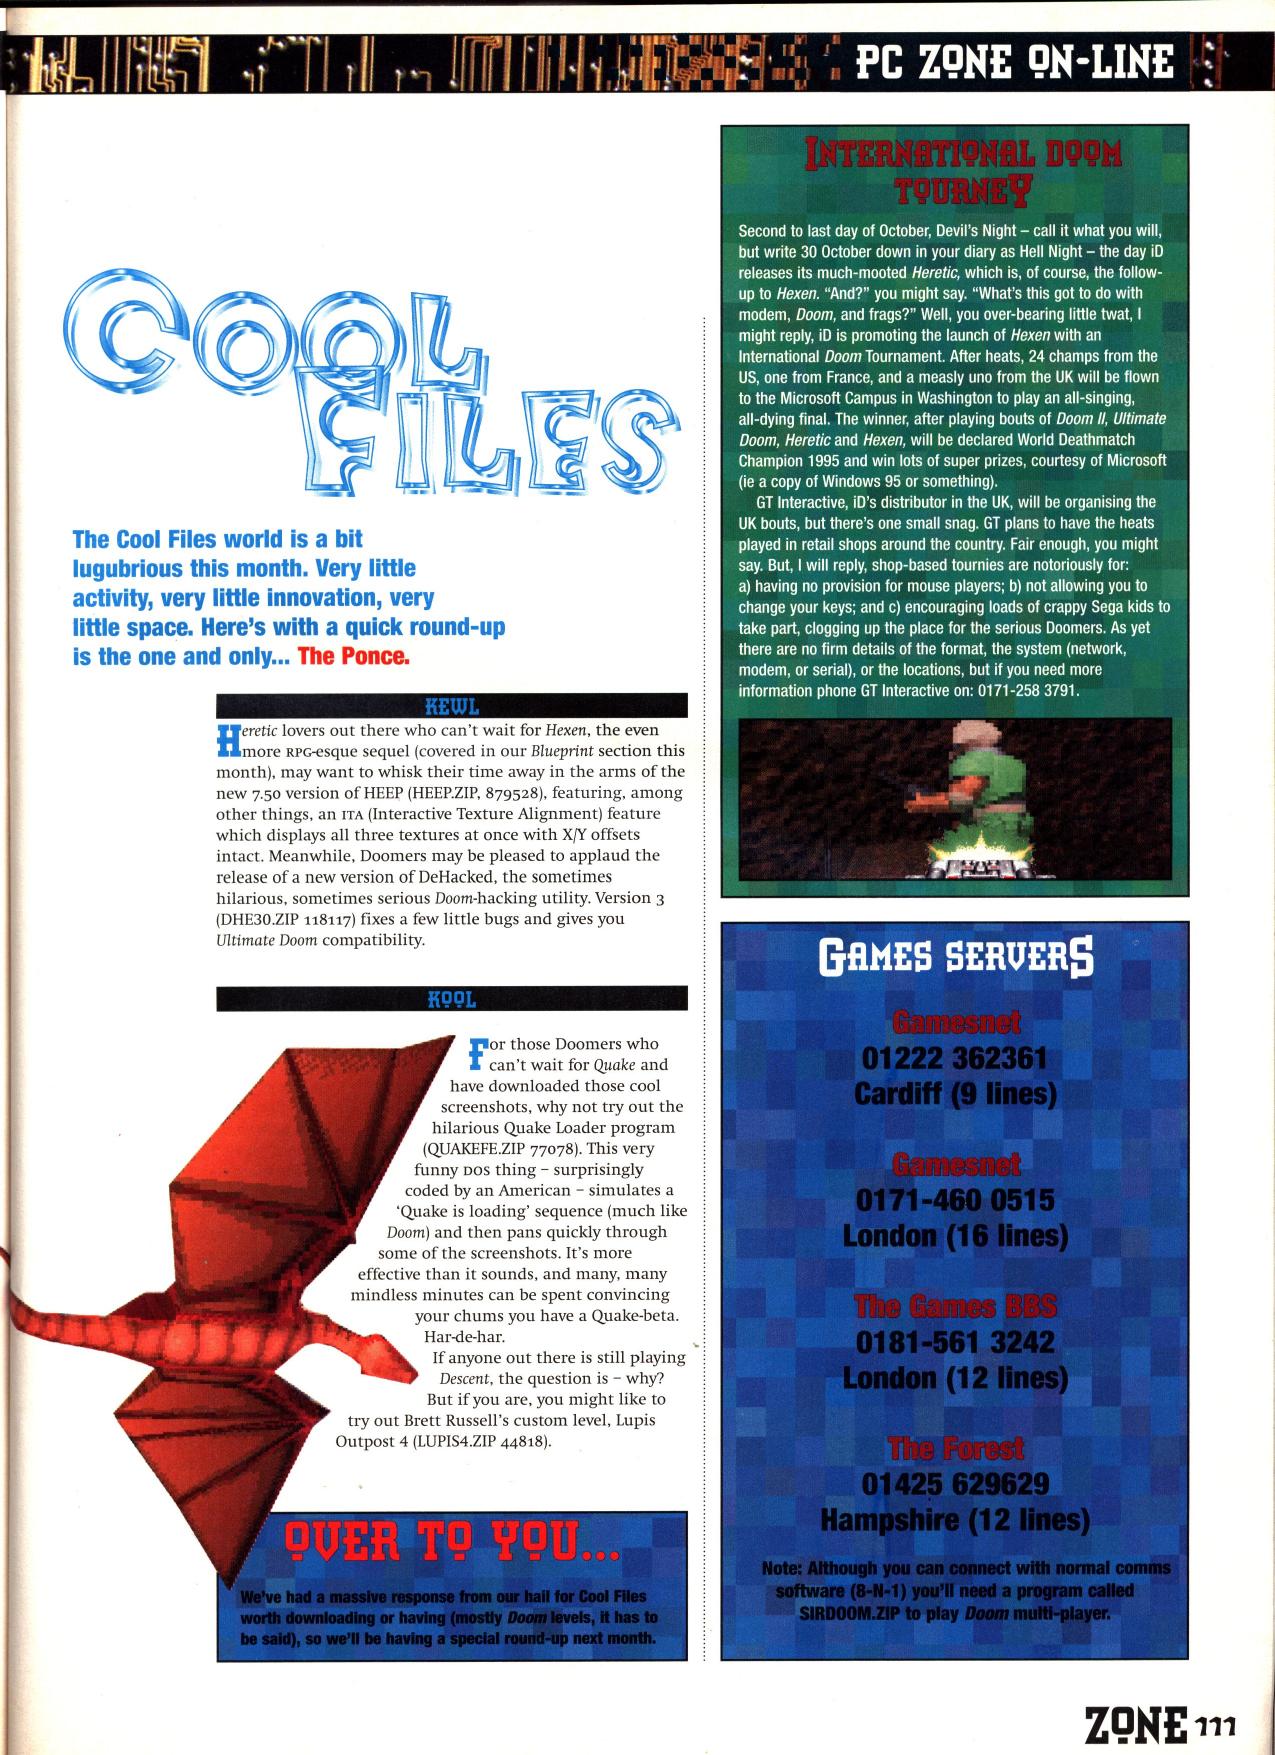 PC ZONE ON-LINE
COOL
FILES
The Cool Files world is a bit
lugubrious this month. Very little
activity, very little innovation, very
little space. Here's with a quick round-up
is the one and only... The Ponce.
KEWL
Heretic lovers out there who can't wait for Hexen, the even
more RPG-esque sequel (covered in our Blueprint section this
month), may want to whisk their time away in the arms of the
new 7.50 version of HEEP (HEEP.ZIP, 879528), featuring, among
other things, an ITA (Interactive Texture Alignment) feature
which displays all three textures at once with X/Y offsets
intact. Meanwhile, Doomers may be pleased to applaud the
release of a new version of DeHacked, the sometimes
hilarious, sometimes serious Doom-hacking utility. Version 3
(DHE30.ZIP 118117) fixes a few little bugs and gives you
Ultimate Doom compatibility.
KOOL
For those Doomers who
can't wait for Quake and
have downloaded those cool
screenshots, why not try out the
hilarious Quake Loader program
(QUAKEFE.ZIP 77078). This very
funny DOS thing – surprisingly
coded by an American – simulates a
'Quake is loading' sequence (much like
Doom) and then pans quickly through
some of the screenshots. It's more
effective than it sounds, and many, many
mindless minutes can be spent convincing
your chums you have a Quake-beta.
Har-de-har.
If anyone out there is still playing
Descent, the question is – why?
But if you are, you might like to
try out Brett Russell's custom level, Lupis
Outpost 4 (LUPIS4.ZIP 44818).
OVER TO YOU...
We've had a massive response from our hail for Cool Files
worth downloading or having (mostly Doom levels, it has to
be said), so we'll be having a special round-up next month.
INTERNATIONAL DOOM
TOURNEY
Second to last day of October, Devil's Night – call it what you will,
but write 30 October down in your diary as Hell Night – the day iD
releases its much-mooted Heretic, which is, of course, the follow-
up to Hexen. "And?" you might say. "What's this got to do with
modem, Doom, and frags?" Well, you over-bearing little twat, I
might reply, iD is promoting the launch of Hexen with an
International Doom Tournament. After heats, 24 champs from the
US, one from France, and a measly uno from the UK will be flown
to the Microsoft Campus in Washington to play an all-singing,
all-dying final. The winner, after playing bouts of Doom II, Ultimate
Doom, Heretic and Hexen, will be declared World Deathmatch
Champion 1995 and win lots of super prizes, courtesy of Microsoft
(ie a copy of Windows 95 or something).
GT Interactive, iD's distributor in the UK, will be organising the
UK bouts, but there's one small snag. GT plans to have the heats
played in retail shops around the country. Fair enough, you might
say. But, I will reply, shop-based tournies are notoriously for:
a) having no provision for mouse players; b) not allowing you to
change your keys; and c) encouraging loads of crappy Sega kids to
take part, clogging up the place for the serious Doomers. As yet
there are no firm details of the format, the system (network,
modem, or serial), or the locations, but if you need more
information phone GT Interactive on: 0171-258 3791.
GAMES SERVERS
Gamesnet
01222 362361
Cardiff (9 lines)
Gamesnet
0171-460 0515
London (16 lines)
The Games BBS
0181-561 3242
London (12 lines)
The Forest
01425 629629
Hampshire (12 lines)
Note: Although you can connect with normal comms
software (8-N-1) you'll need a program called
SIRDOOM.ZIP to play Doom multi-player.
ZONE 111